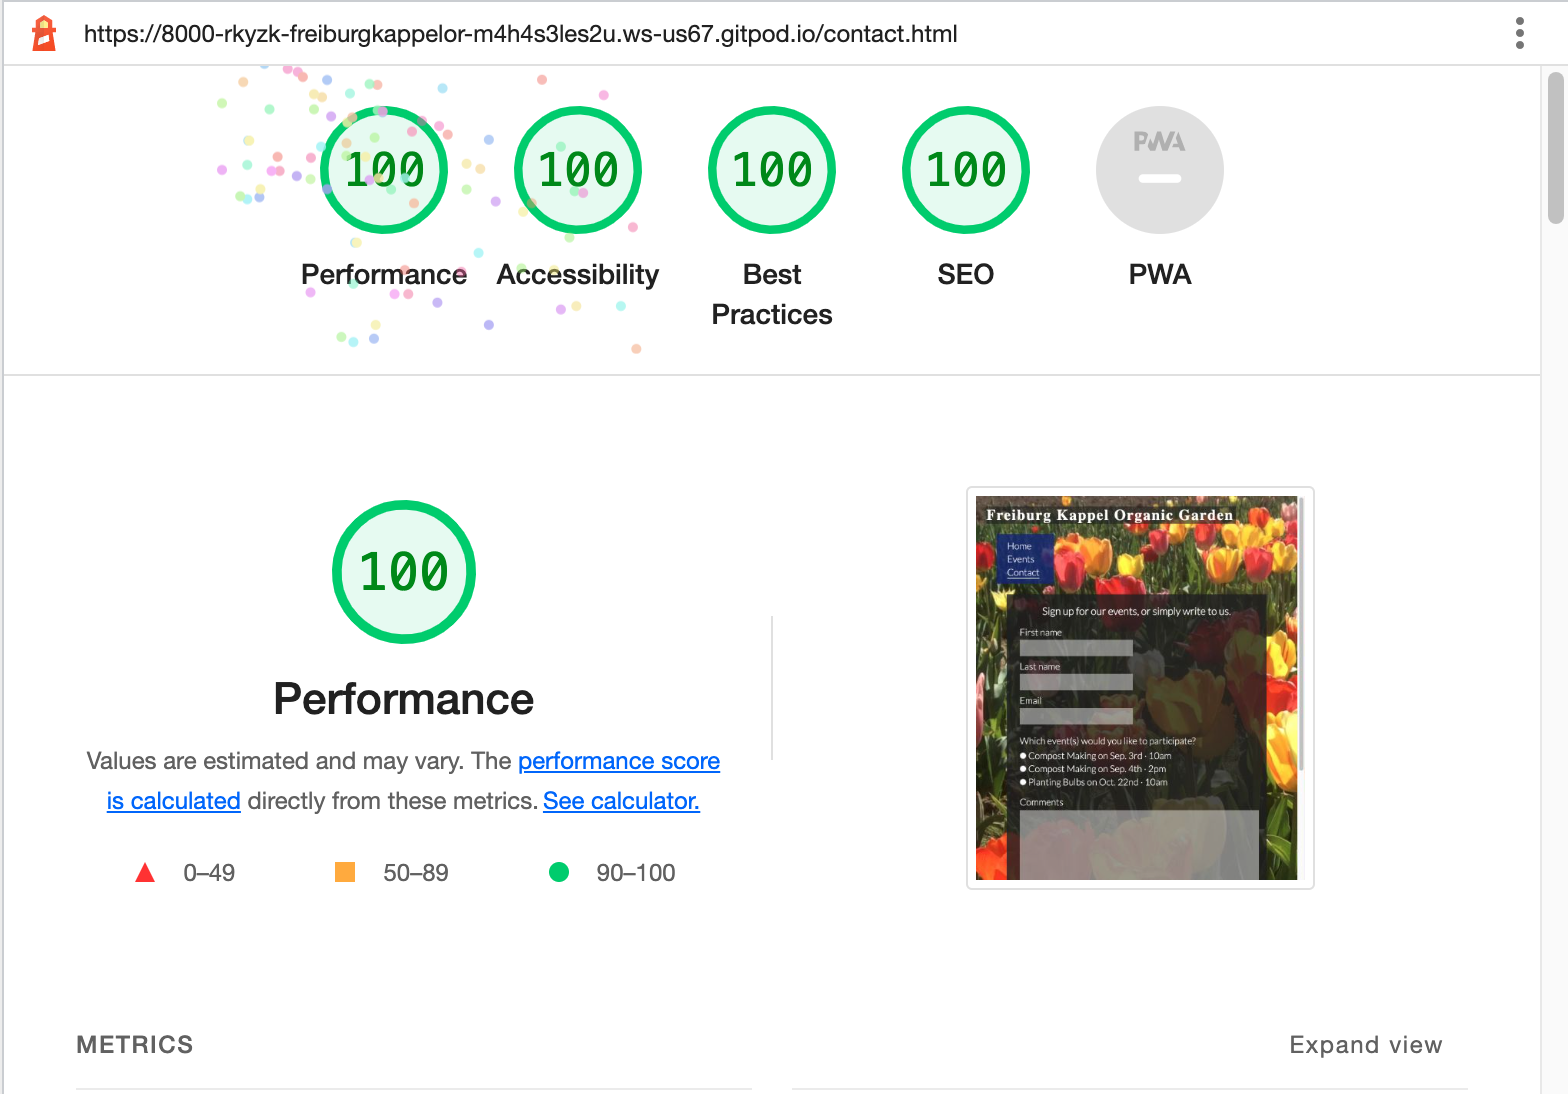 https://8000-rkyzk-freiburgkappelor-m4h4s3les2u.ws-us67.gitpod.io/contact.html
100
100
100
100
PWA
Performance
Accessibility
Best
Practices
SEO
PWA
100
Performance
Values are estimated and may vary. The performance score
is calculated directly from these metrics. See calculator.
0–49
50–89
90–100
Freiburg Kappel Organic Garden
Home
Events
Contact
Sign up for our events, or simply write to us.
First name
Last name
Email
Which event(s) would you like to participate?
Compost Making on Sep. 3rd · 10am
Compost Making on Sep. 4th · 2pm
Planting Bulbs on Oct. 22nd · 10am
Comments
METRICS
Expand view